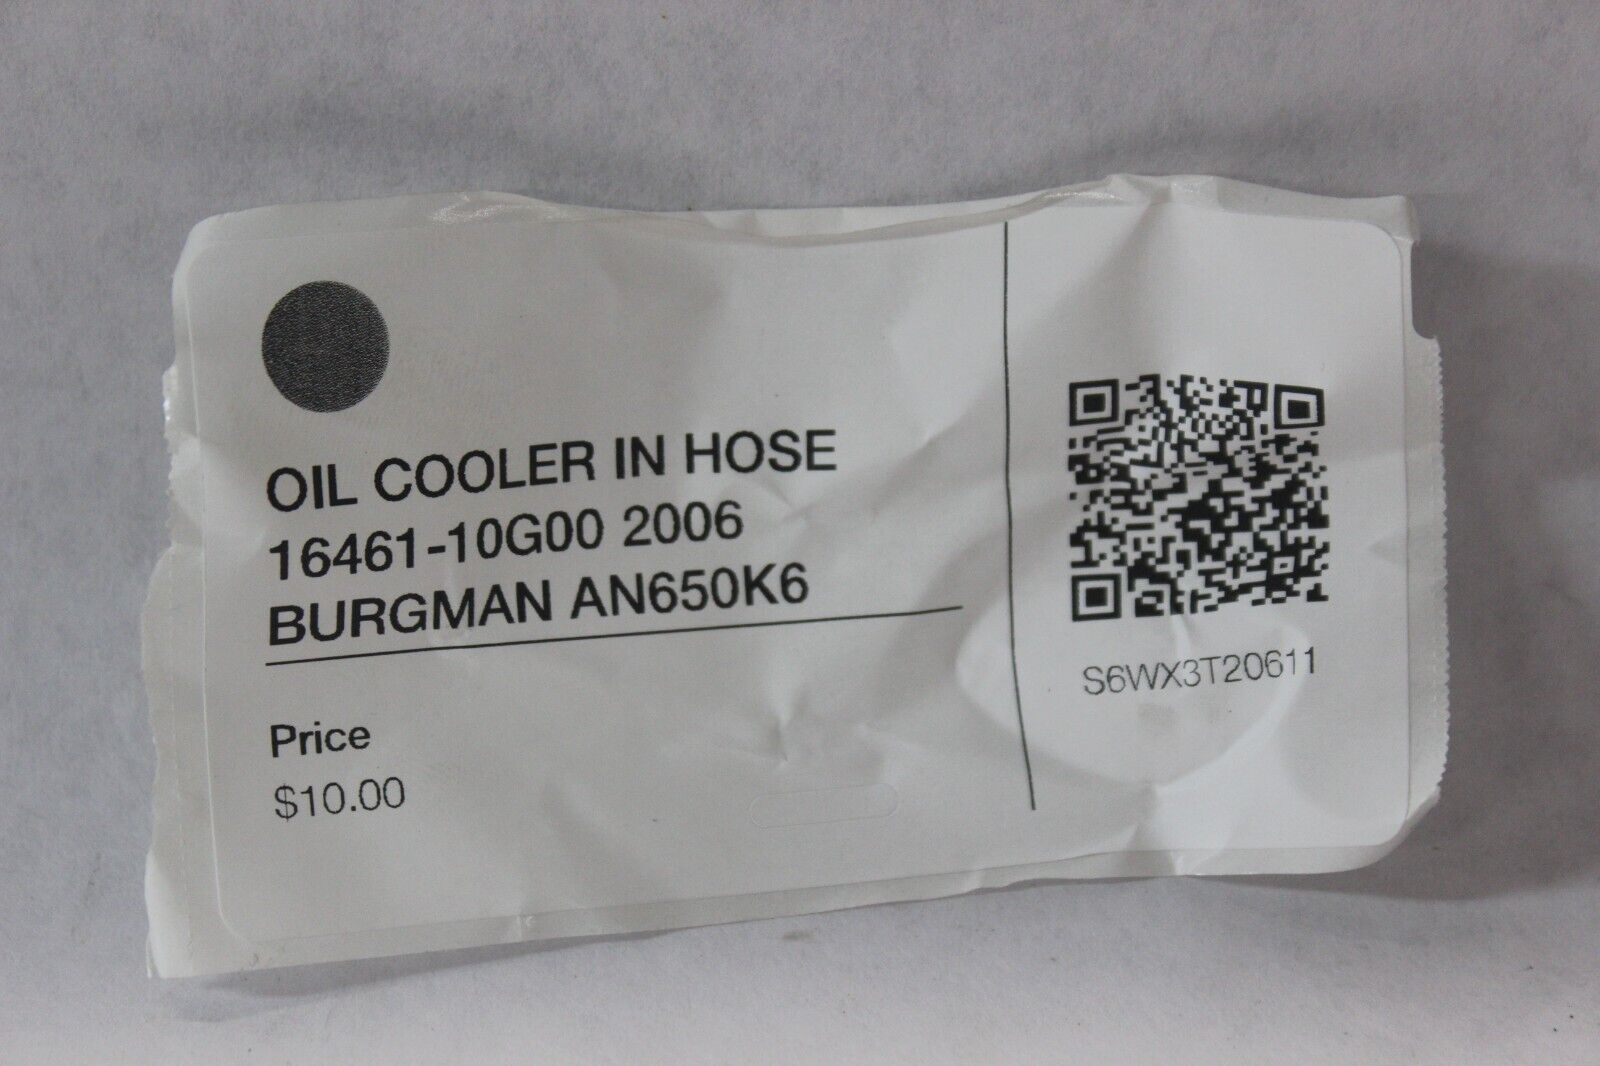 OIL COOLER IN HOSE
16461-10G00 2006
BURGMAN AN650K6
Price
$10.00
S6WX3T20611